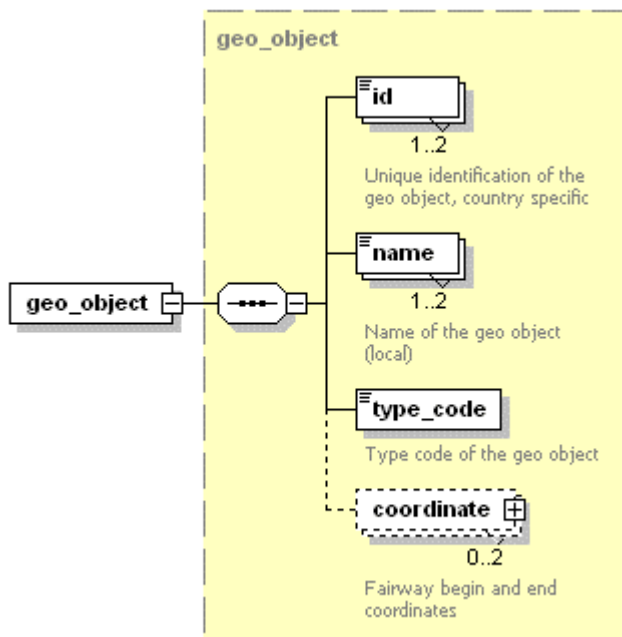 geo_object
id
1..2
Unique identification of the
geo object, country specific
name
1..2
Name of the geo object
(local)
geo_object
type_code
Type code of the geo object
coordinate
0..2
Fairway begin and end
coordinates